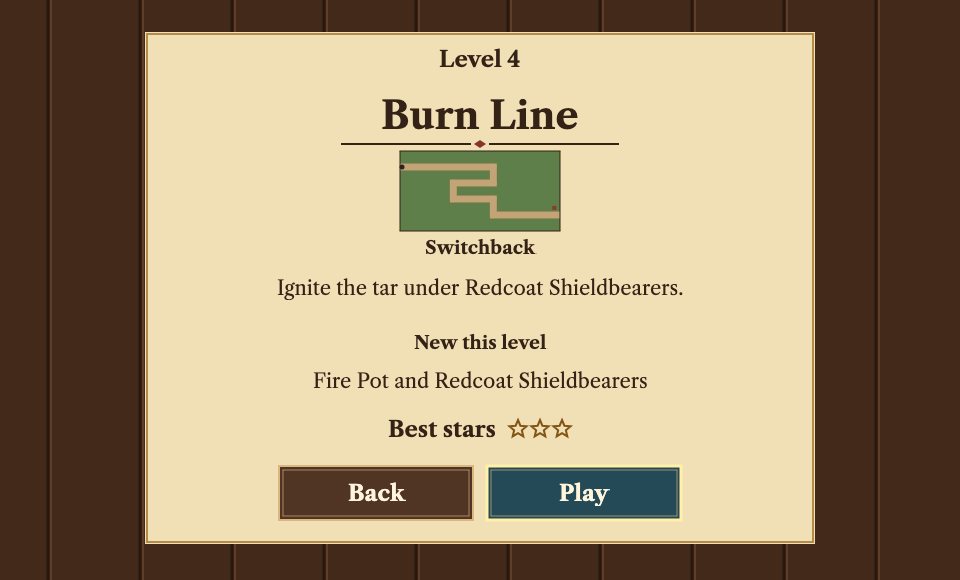 Level 4
Burn Line
Switchback
Ignite the tar under Redcoat Shieldbearers.
New this level
Fire Pot and Redcoat Shieldbearers
Best stars
Back
Play